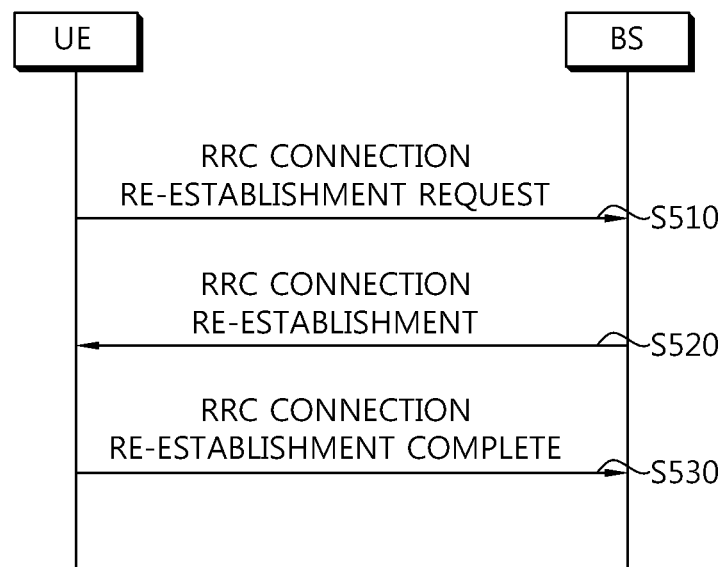 UE
BS
RRC CONNECTION
RE-ESTABLISHMENT REQUEST
S510
RRC CONNECTION
RE-ESTABLISHMENT
S520
RRC CONNECTION
RE-ESTABLISHMENT COMPLETE
S530